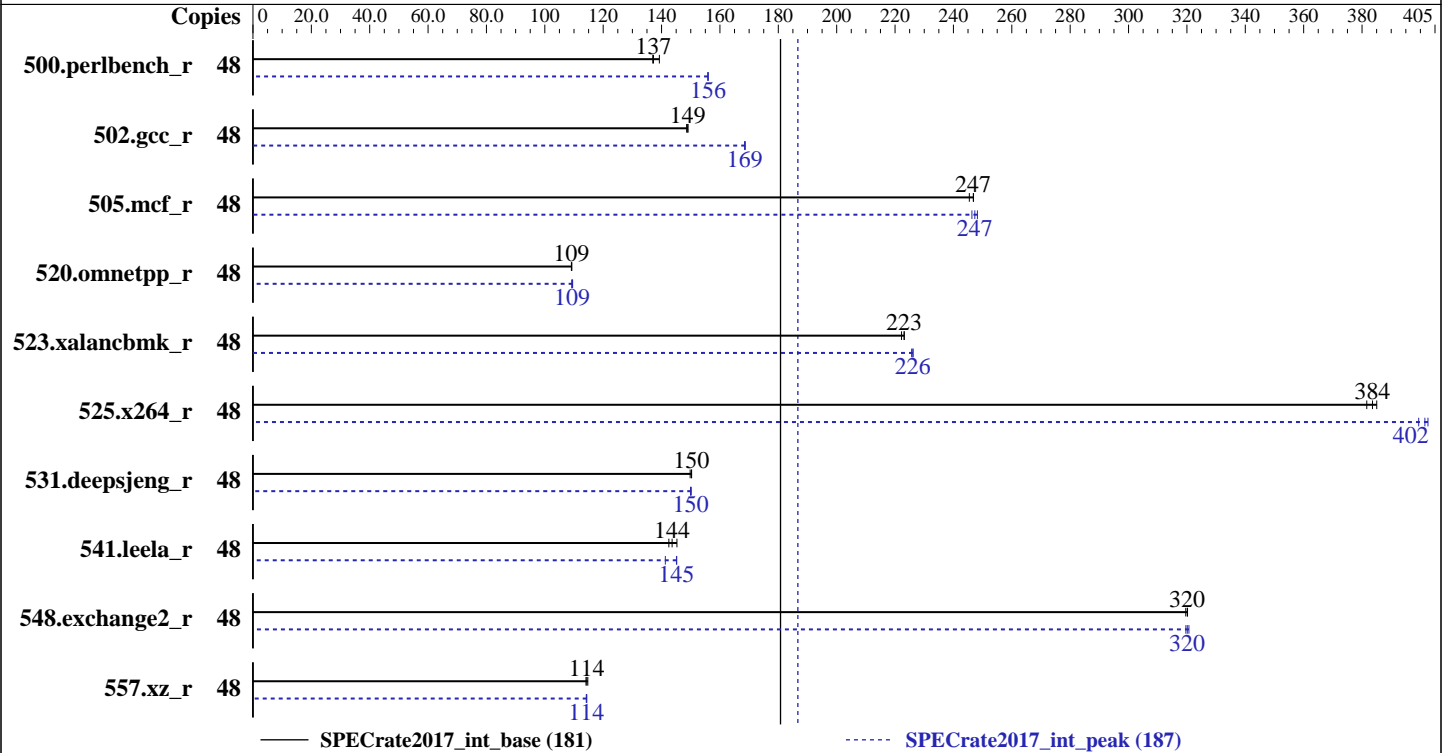 Copies 0 20.0 40.0 60.0 80.0 100 120 140 160 180 200 220 240 260 280 300 320 340 360 380 405
137
500.perlbench_r 48
156
149
502.gcc_r 48
169
247
505.mcf_r 48
247
109
520.omnetpp_r 48
109
223
523.xalancbmk_r 48
226
384
525.x264_r 48
402
150
531.deepsjeng_r 48
150
144
541.leela_r 48
145
320
548.exchange2_r 48
320
114
557.xz_r 48
114
SPECrate2017_int_base (181) SPECrate2017_int_peak (187)